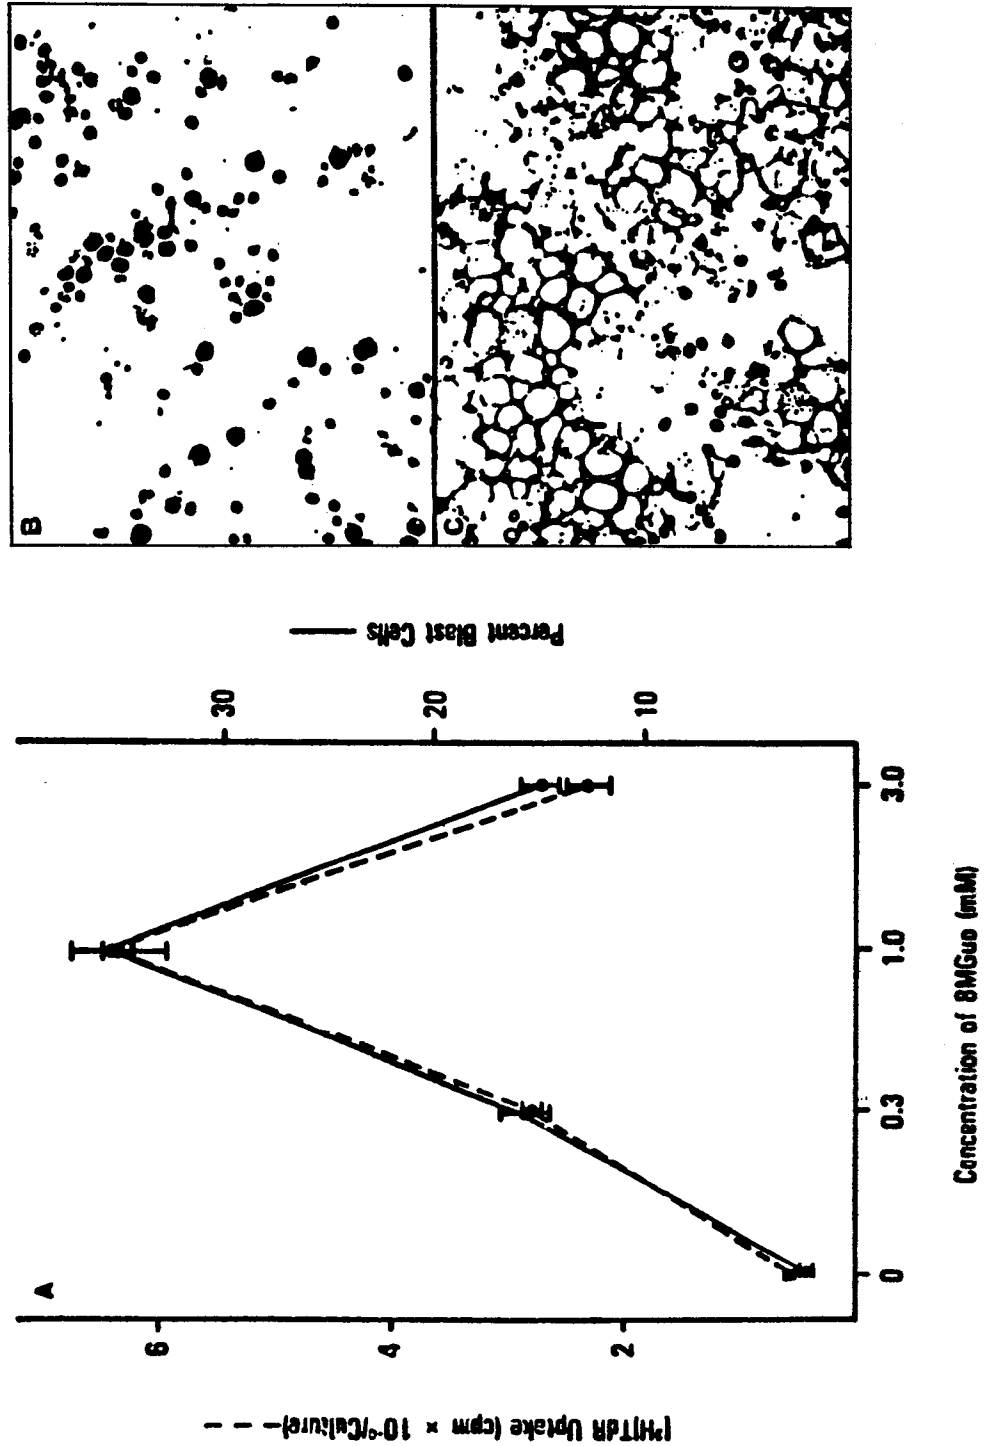 A
[³H]TdR Uptake (cpm × 10⁻⁴/Culture)
6
4
2
0
0.3
1.0
3.0
Concentration of 8MGuo (mM)
30
20
10
Percent Blast Cells
B
C